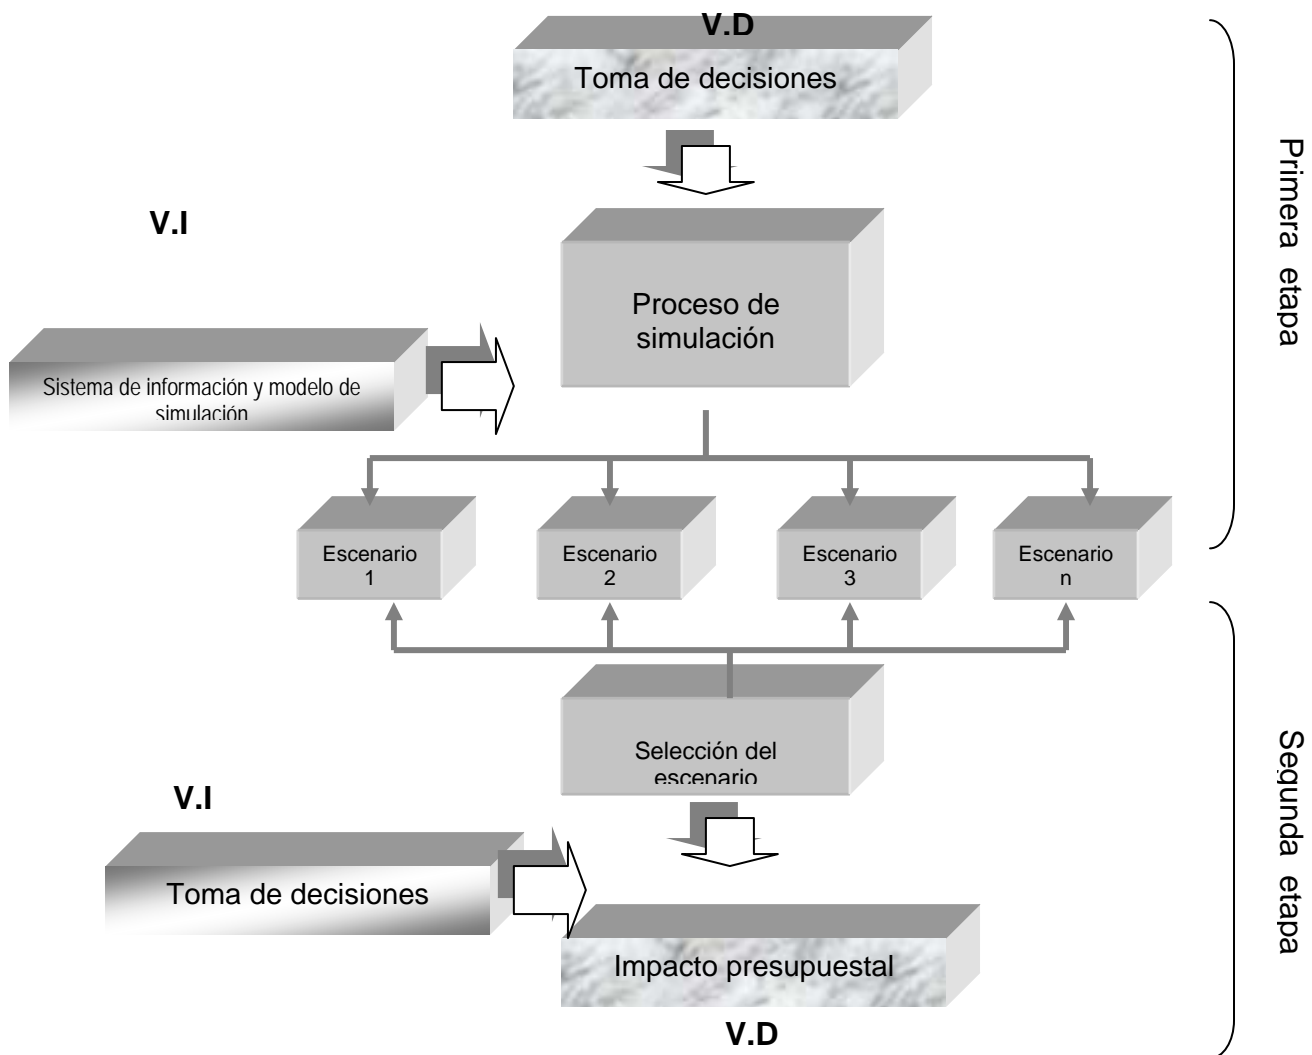 V.D
Toma de decisiones
Primera etapa
V.I
Proceso de
simulación
Sistema de información y modelo de
simulación
Escenario
1
Escenario
2
Escenario
3
Escenario
n
Selección del
escenario
Segunda etapa
V.I
Toma de decisiones
Impacto presupuestal
V.D